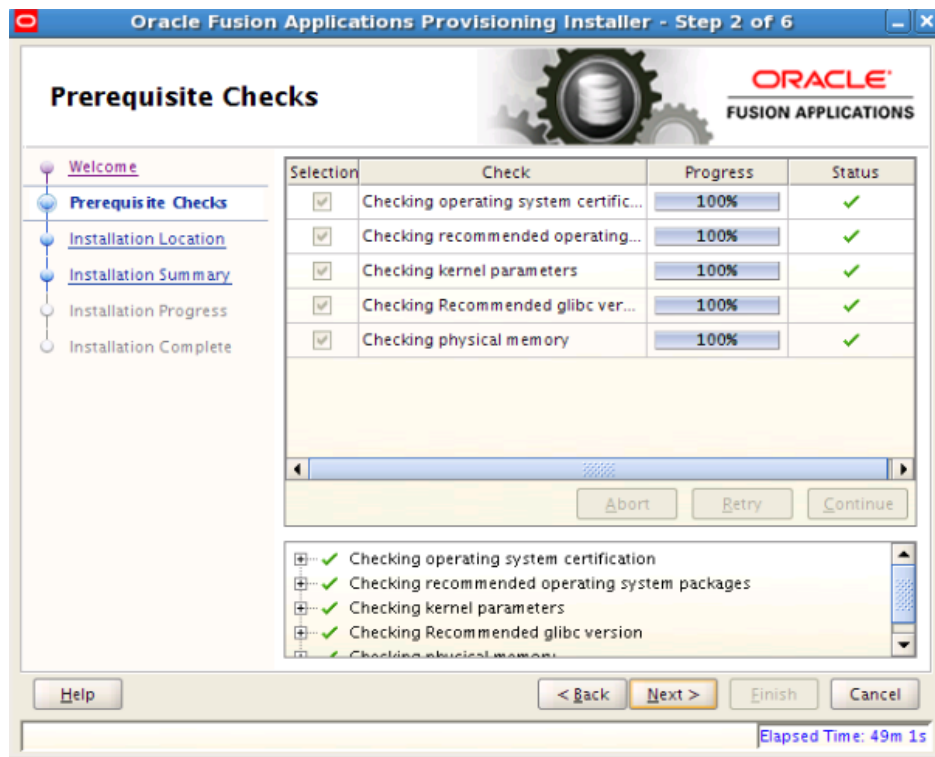 Oracle Fusion Applications Provisioning Installer - Step 2 of 6
Prerequisite Checks
ORACLE
FUSION APPLICATIONS
Welcome
Prerequisite Checks
Installation Location
Installation Summary
Installation Progress
Installation Complete
Selection Check Progress Status
Checking operating system certific... 100%
Checking recommended operating... 100%
Checking kernel parameters 100%
Checking Recommended glibc ver... 100%
Checking physical memory 100%
Abort Retry Continue
Checking operating system certification
Checking recommended operating system packages
Checking kernel parameters
Checking Recommended glibc version
Checking physical memory
Help < Back Next > Finish Cancel
Elapsed Time: 49m 1s